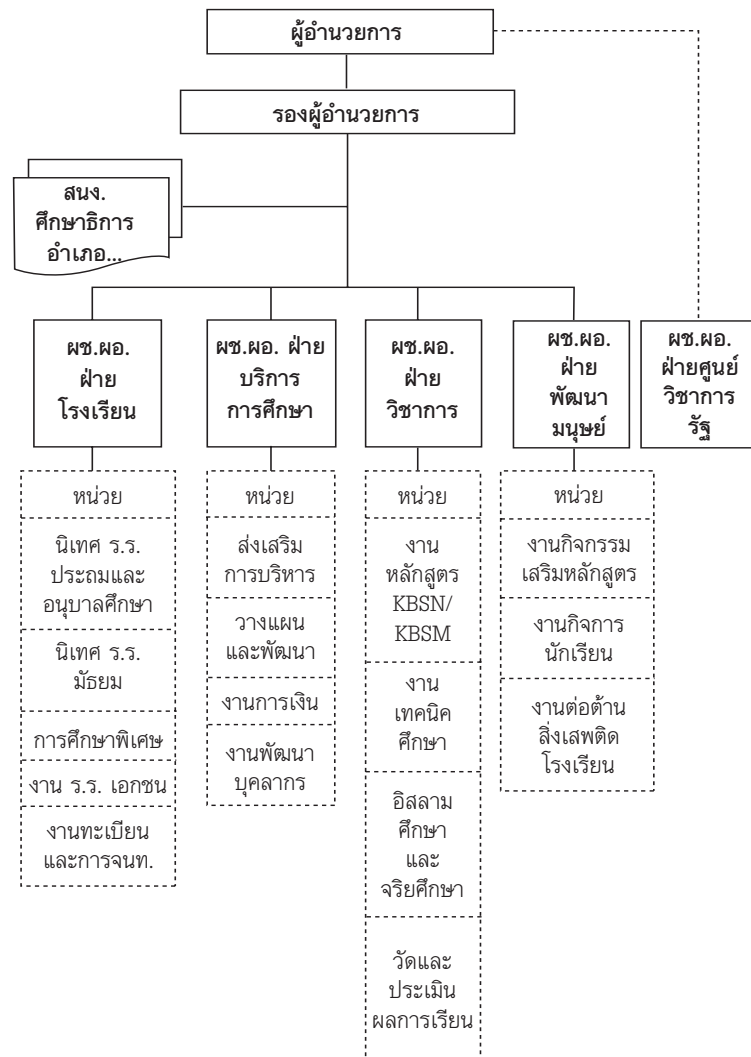 ผู้อำนวยการ
รองผู้อำนวยการ
สนง.
ศึกษาธิการ
อำเภอ...
ผช.ผอ.
ฝ่าย
โรงเรียน
ผช.ผอ. ฝ่าย
บริการ
การศึกษา
ผช.ผอ.
ฝ่าย
วิชาการ
ผช.ผอ.
ฝ่าย
พัฒนา
มนุษย์
ผช.ผอ.
ฝ่ายศูนย์
วิชาการ
รัฐ
หน่วย
นิเทศ ร.ร.
ประถมและ
อนุบาลศึกษา
นิเทศ ร.ร.
มัธยม
การศึกษาพิเศษ
งาน ร.ร. เอกชน
งานทะเบียน
และการจนท.
หน่วย
ส่งเสริม
การบริหาร
วางแผน
และพัฒนา
งานการเงิน
งานพัฒนา
บุคลากร
หน่วย
งาน
หลักสูตร
KBSN/
KBSM
งาน
เทคนิค
ศึกษา
อิสลาม
ศึกษา
และ
จริยศึกษา
วัดและ
ประเมิน
ผลการเรียน
หน่วย
งานกิจกรรม
เสริมหลักสูตร
งานกิจการ
นักเรียน
งานต่อต้าน
สิ่งเสพติด
โรงเรียน